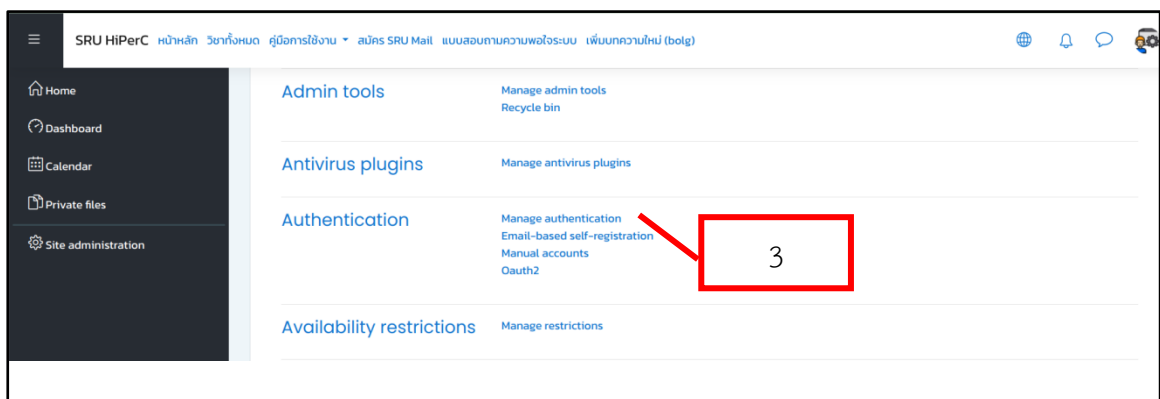 SRU HiPerC หน้าหลัก วิชาทั้งหมด คู่มือการใช้งาน สมัคร SRU Mail แบบสอบถามความพอใจระบบ เพิ่มบทความใหม่ (bolg)
Home
Dashboard
Calendar
Private files
Site administration
Admin tools
Manage admin tools
Recycle bin
Antivirus plugins
Manage antivirus plugins
Authentication
Manage authentication
Email-based self-registration
Manual accounts
Oauth2
3
Availability restrictions
Manage restrictions